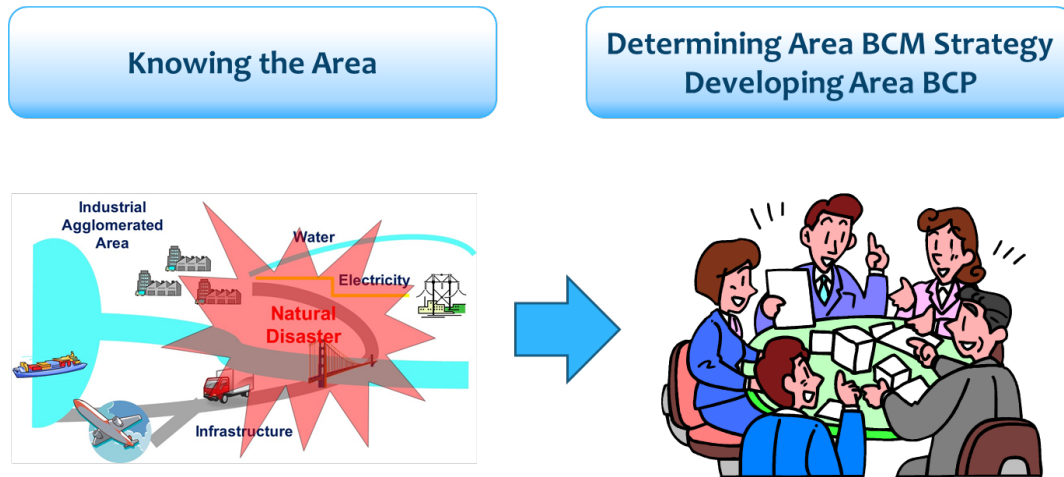 Knowing the Area
Determining Area BCM Strategy
Developing Area BCP
Industrial
Agglomerated
Area
Water
Electricity
Natural
Disaster
Infrastructure